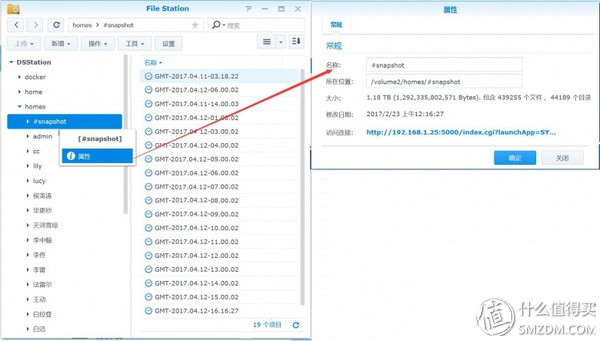 File Station
homes › #snapshot
搜索
上传
新增
操作
工具
设置
DSStation
docker
home
homes
#snapshot
admin
cc
lily
lucy
侯龙涛
华更纱
天河雪琼
李中翰
李佟
李雷
法雷尔
王动
白拉登
白达
[#snapshot]
属性
名称
GMT-2017.04.11-03.18.22
GMT-2017.04.12-06.00.02
GMT-2017.04.11-14.00.03
GMT-2017.04.12-01.00.02
GMT-2017.04.12-03.00.02
GMT-2017.04.12-04.00.02
GMT-2017.04.12-05.00.02
GMT-2017.04.12-06.00.02
GMT-2017.04.12-07.00.02
GMT-2017.04.12-08.00.02
GMT-2017.04.12-09.00.02
GMT-2017.04.12-10.00.02
GMT-2017.04.12-11.00.02
GMT-2017.04.12-12.00.02
GMT-2017.04.12-13.00.02
GMT-2017.04.12-14.00.02
GMT-2017.04.12-15.00.02
GMT-2017.04.12-16.16.27
19 个项目
属性
常规
常规
名称: #snapshot
所在位置: /volume2/homes/#snapshot
大小: 1.18 TB (1,292,335,802,571 Bytes). 包含 439255 个文件, 44189 个目录
修改日期: 2017/2/23 上午12:16:27
访问连接: http://192.168.1.25:5000/index.cgi?launchApp=SY...
确定
关闭
值 什么值得买
SMZDM.COM